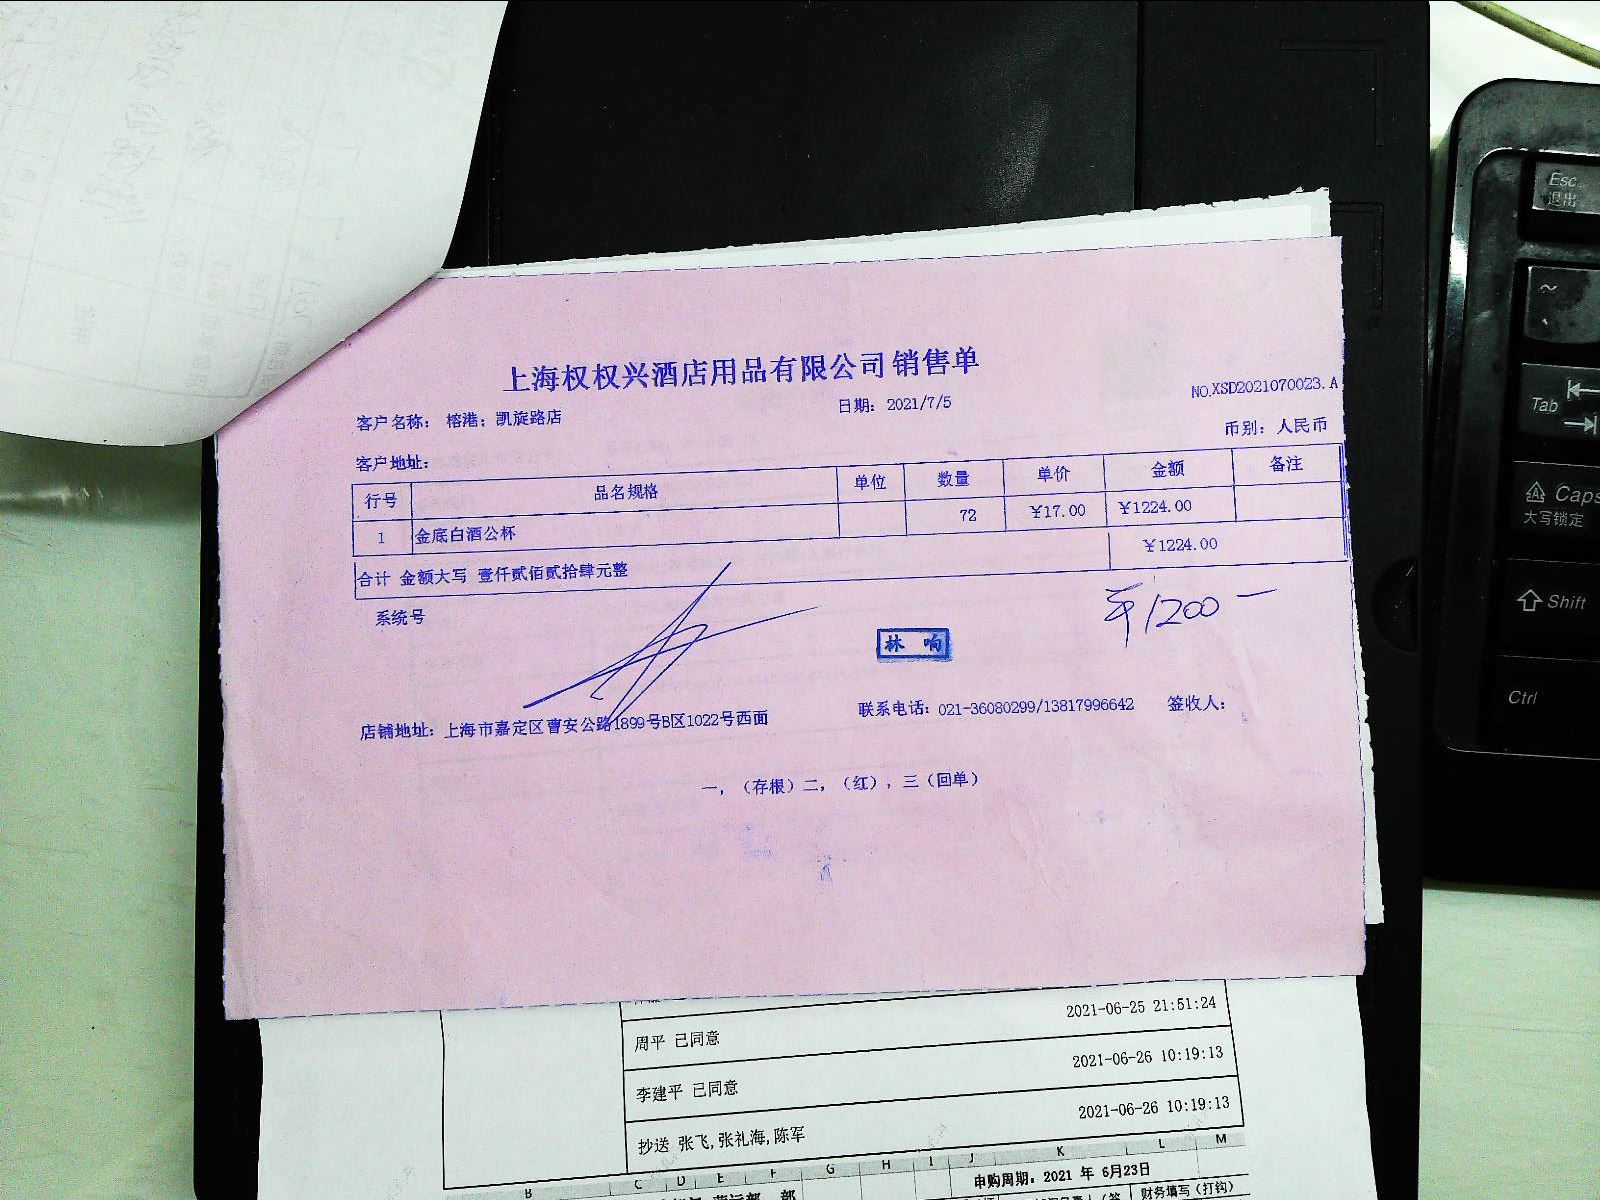 上海权权兴酒店用品有限公司销售单
客户名称： 榕港：凯旋路店 日期：2021/7/5 NO.XSD2021070023.A
客户地址： 币别：人民币
行号 品名规格 单位 数量 单价 金额 备注
1 金底白酒公杯 72 ¥17.00 ¥1224.00
合计 金额大写 壹仟贰佰贰拾肆元整 ¥1224.00
系统号
1200
林响
店铺地址：上海市嘉定区曹安公路1899号B区1022号西面 联系电话：021-36080299/13817996642 签收人：
一，（存根）二，（红），三（回单）
2021-06-25 21:51:24
周平 已同意
2021-06-26 10:19:13
李建平 已同意
2021-06-26 10:19:13
抄送 张飞,张礼海,陈军
B C D E F G H I J K L M
申购周期：2021 年 6月23日
财务填写（打钩）
Esc
退出
~
Tab
Caps
大写锁定
Shift
Ctrl